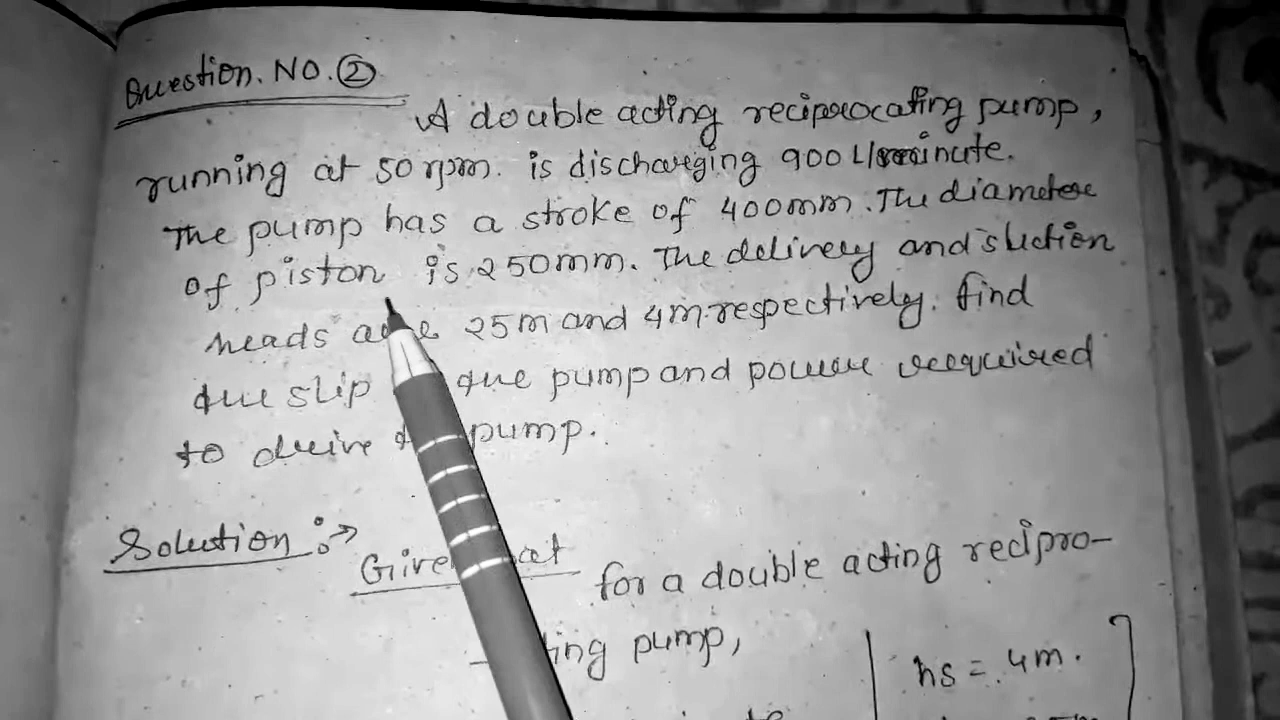 Question. NO. ②
A double acting reciprocating pump,
running at 50 rpm. is discharging 900 L/minute.
The pump has a stroke of 400mm. The diameter
of piston is 250mm. The delivery and suction
heads are 25m and 4m respectively. find
the slip the pump and power required
to drive pump.
Solution :→
Given at
for a double acting recipro-
ting pump,
hs = 4m.